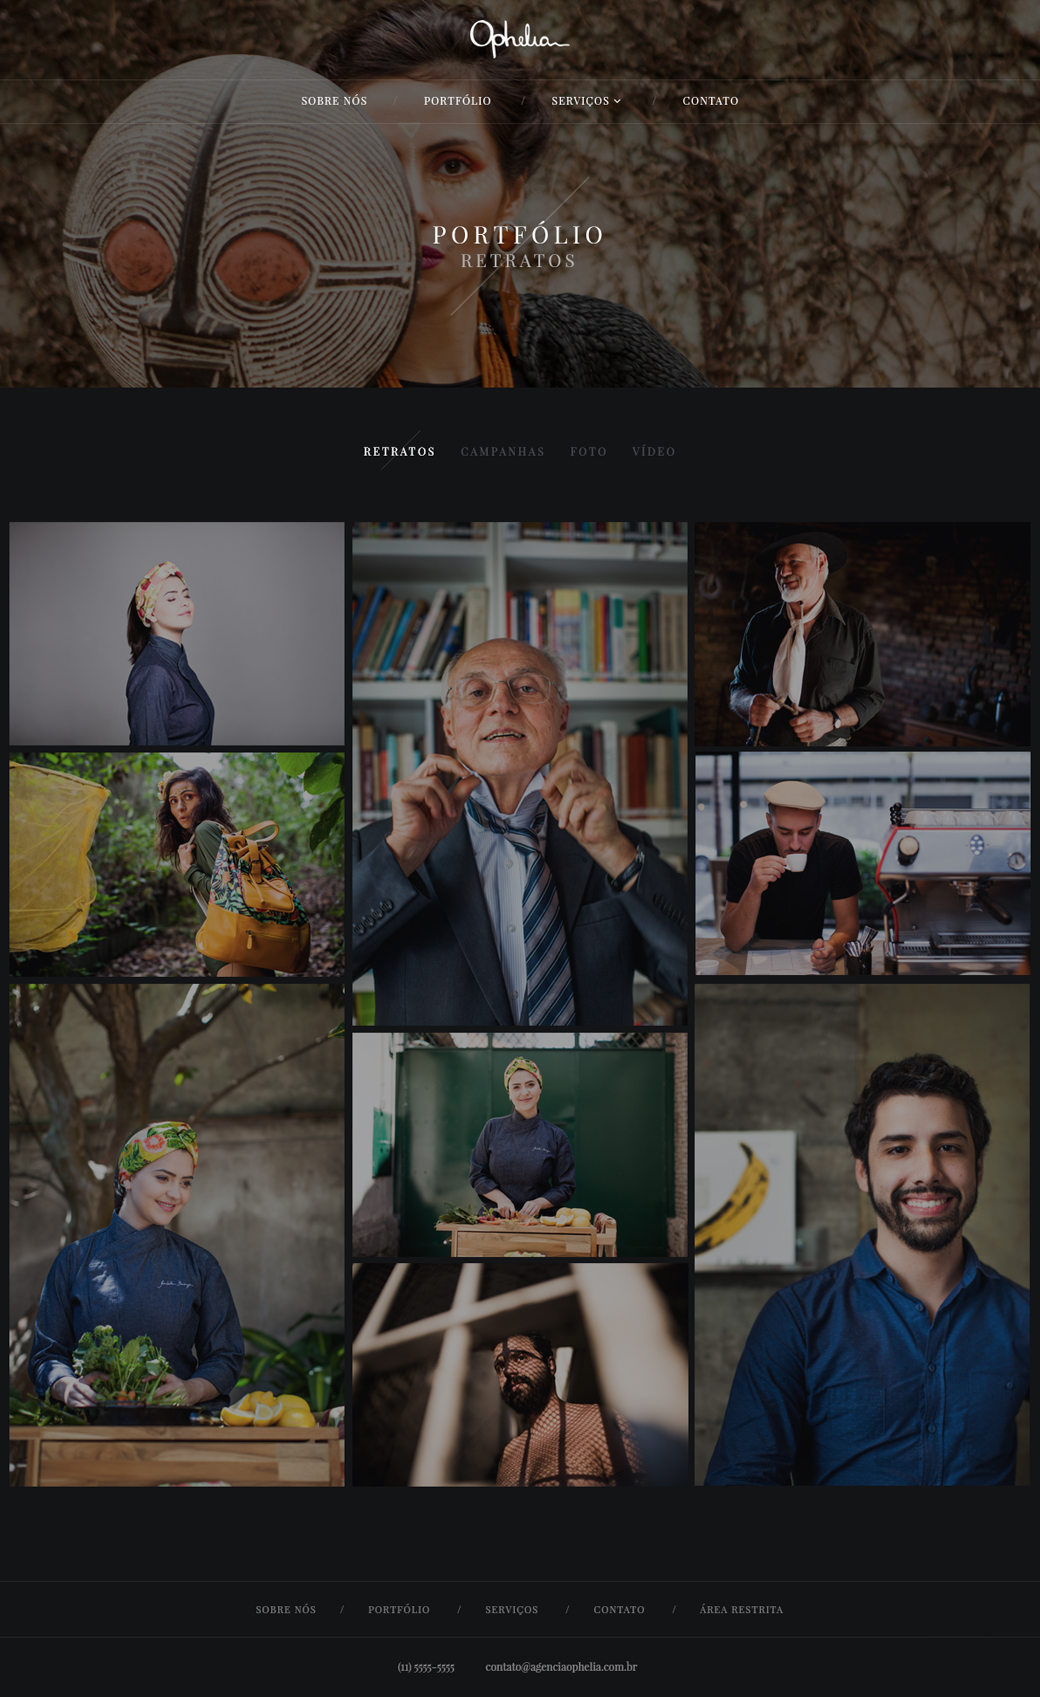 Ophelia
SOBRE NÓS / PORTFÓLIO / SERVIÇOS / CONTATO
PORTFÓLIO
RETRATOS
RETRATOS CAMPANHAS FOTO VÍDEO
SOBRE NÓS / PORTFÓLIO / SERVIÇOS / CONTATO / ÁREA RESTRITA
(11) 5555-5555 contato@agenciaophelia.com.br